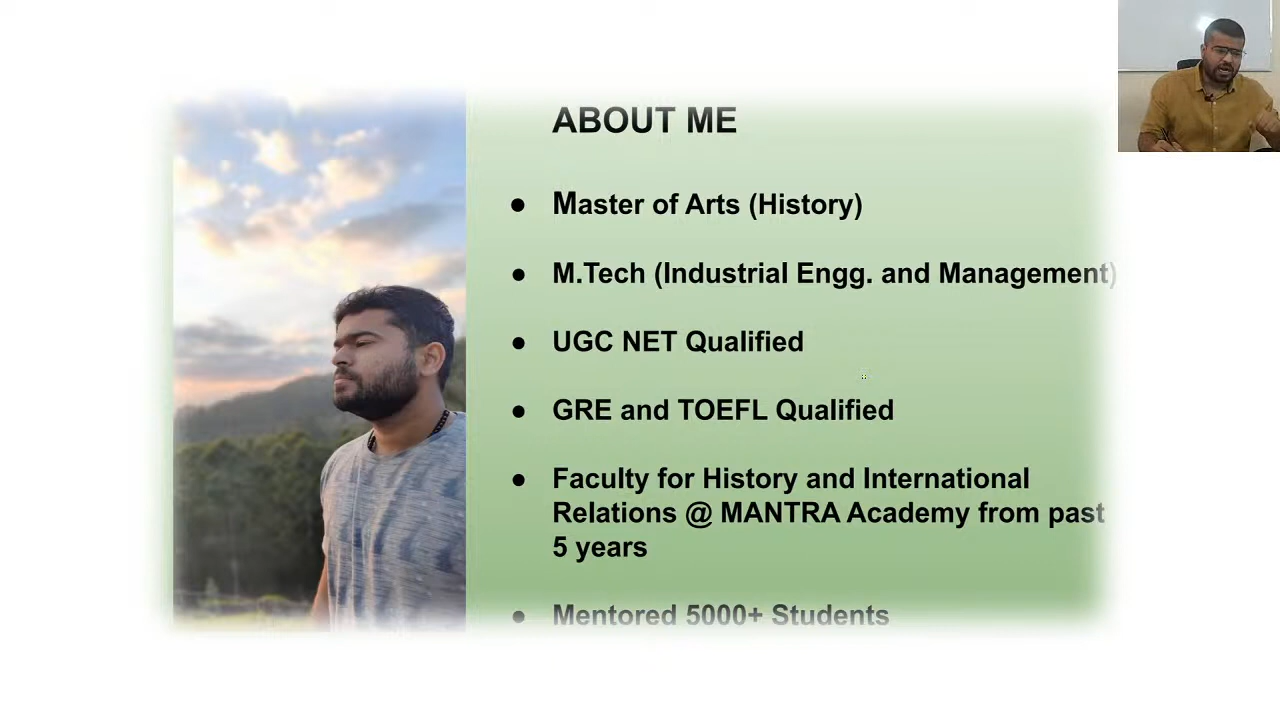 ABOUT ME
● Master of Arts (History)
● M.Tech (Industrial Engg. and Management)
● UGC NET Qualified
● GRE and TOEFL Qualified
● Faculty for History and International
Relations @ MANTRA Academy from past
5 years
● Mentored 5000+ Students